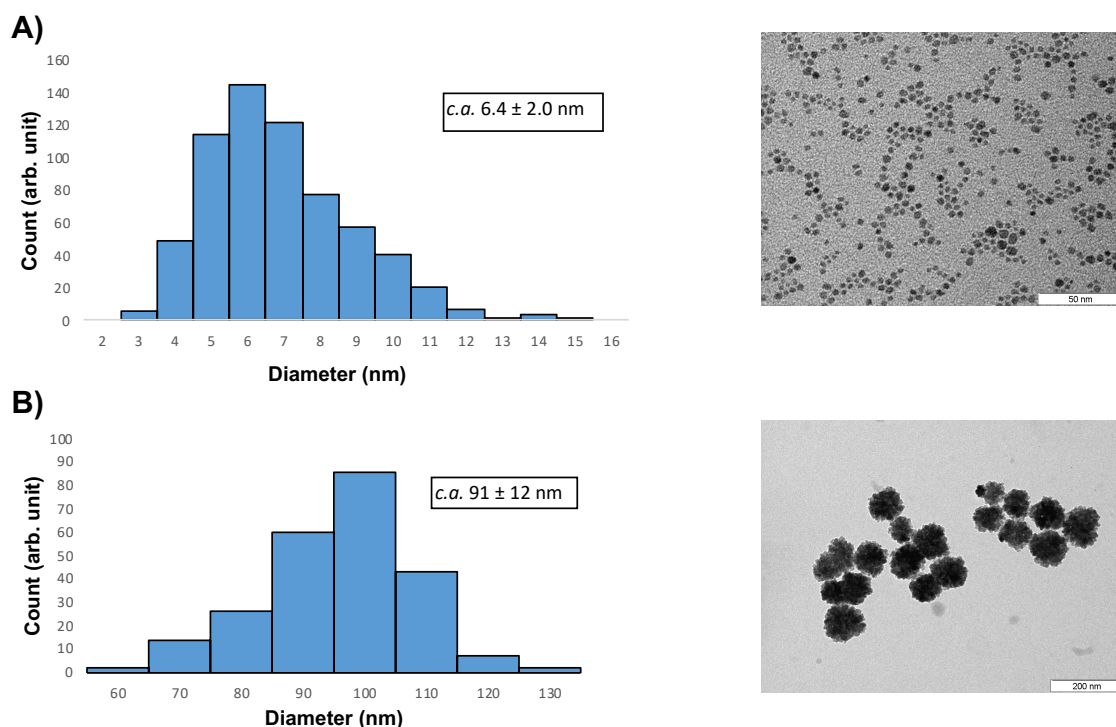 A)
160
140
120
100
80
60
40
20
0
Count (arb. unit)
c.a. 6.4 ± 2.0 nm
2 3 4 5 6 7 8 9 10 11 12 13 14 15 16
Diameter (nm)
50 nm
B)
100
90
80
70
60
50
40
30
20
10
0
Count (arb. unit)
c.a. 91 ± 12 nm
60 70 80 90 100 110 120 130
Diameter (nm)
200 nm